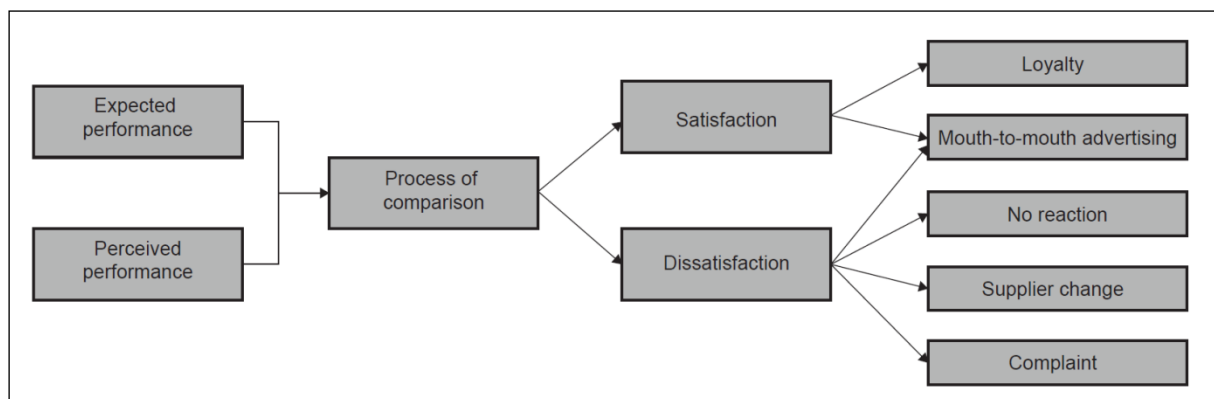 Expected
performance
Perceived
performance
Process of
comparison
Satisfaction
Dissatisfaction
Loyalty
Mouth-to-mouth advertising
No reaction
Supplier change
Complaint